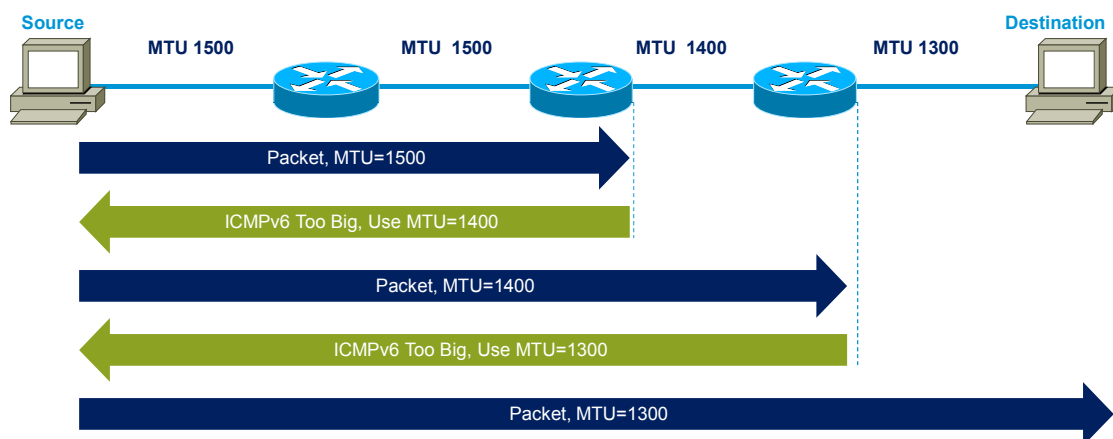 Source
Destination
MTU 1500
MTU 1500
MTU 1400
MTU 1300
Packet, MTU=1500
ICMPv6 Too Big, Use MTU=1400
Packet, MTU=1400
ICMPv6 Too Big, Use MTU=1300
Packet, MTU=1300